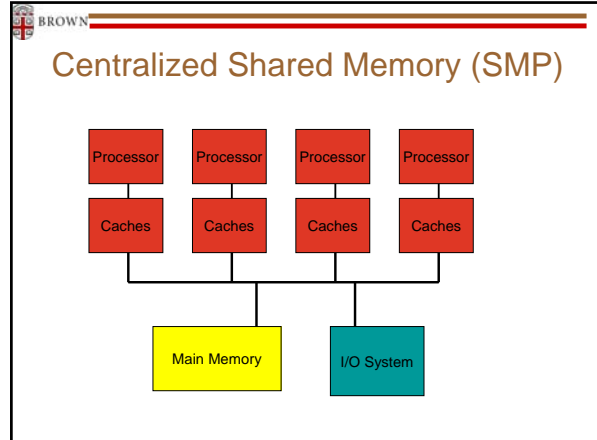 BROWN
Centralized Shared Memory (SMP)
Processor Processor Processor Processor
Caches Caches Caches Caches
Main Memory I/O System